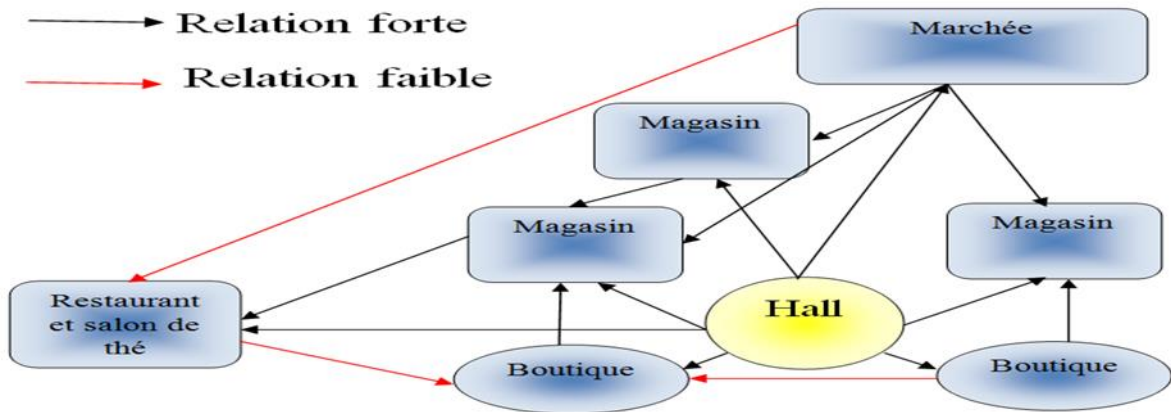 Relation forte
Relation faible
Marchée
Magasin
Magasin
Magasin
Restaurant
et salon de
thé
Hall
Boutique
Boutique